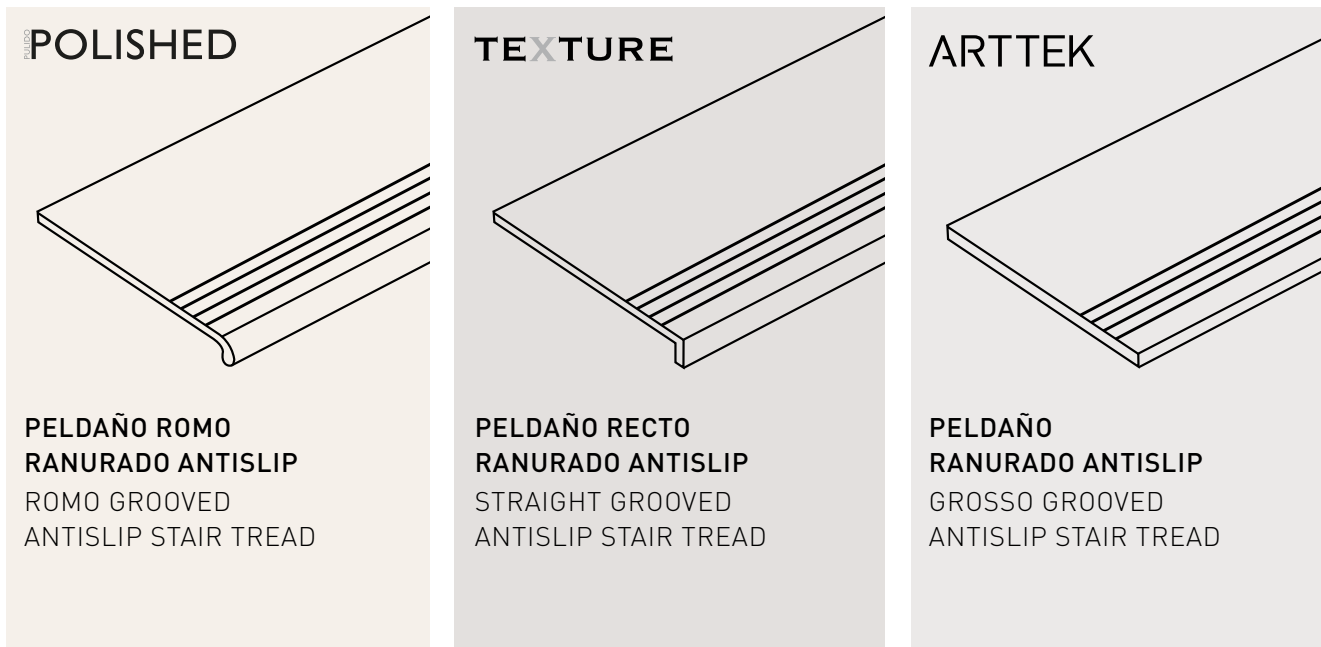 PULIDO
POLISHED
PELDAÑO ROMO
RANURADO ANTISLIP
ROMO GROOVED
ANTISLIP STAIR TREAD
TEXTURE
PELDAÑO RECTO
RANURADO ANTISLIP
STRAIGHT GROOVED
ANTISLIP STAIR TREAD
ARTTEK
PELDAÑO
RANURADO ANTISLIP
GROSSO GROOVED
ANTISLIP STAIR TREAD